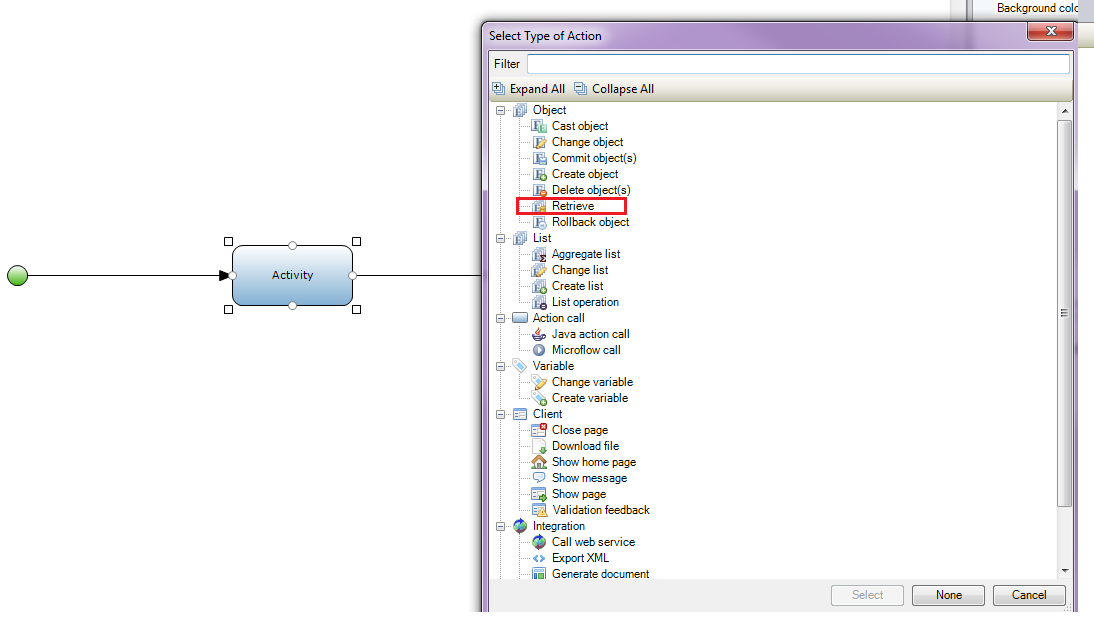 Background colo
Select Type of Action
Filter
Expand All Collapse All
Object
Cast object
Change object
Commit object(s)
Create object
Delete object(s)
Retrieve
Rollback object
List
Aggregate list
Change list
Create list
List operation
Action call
Java action call
Microflow call
Variable
Change variable
Create variable
Client
Close page
Download file
Show home page
Show message
Show page
Validation feedback
Integration
Call web service
Export XML
Generate document
Activity
Select None Cancel